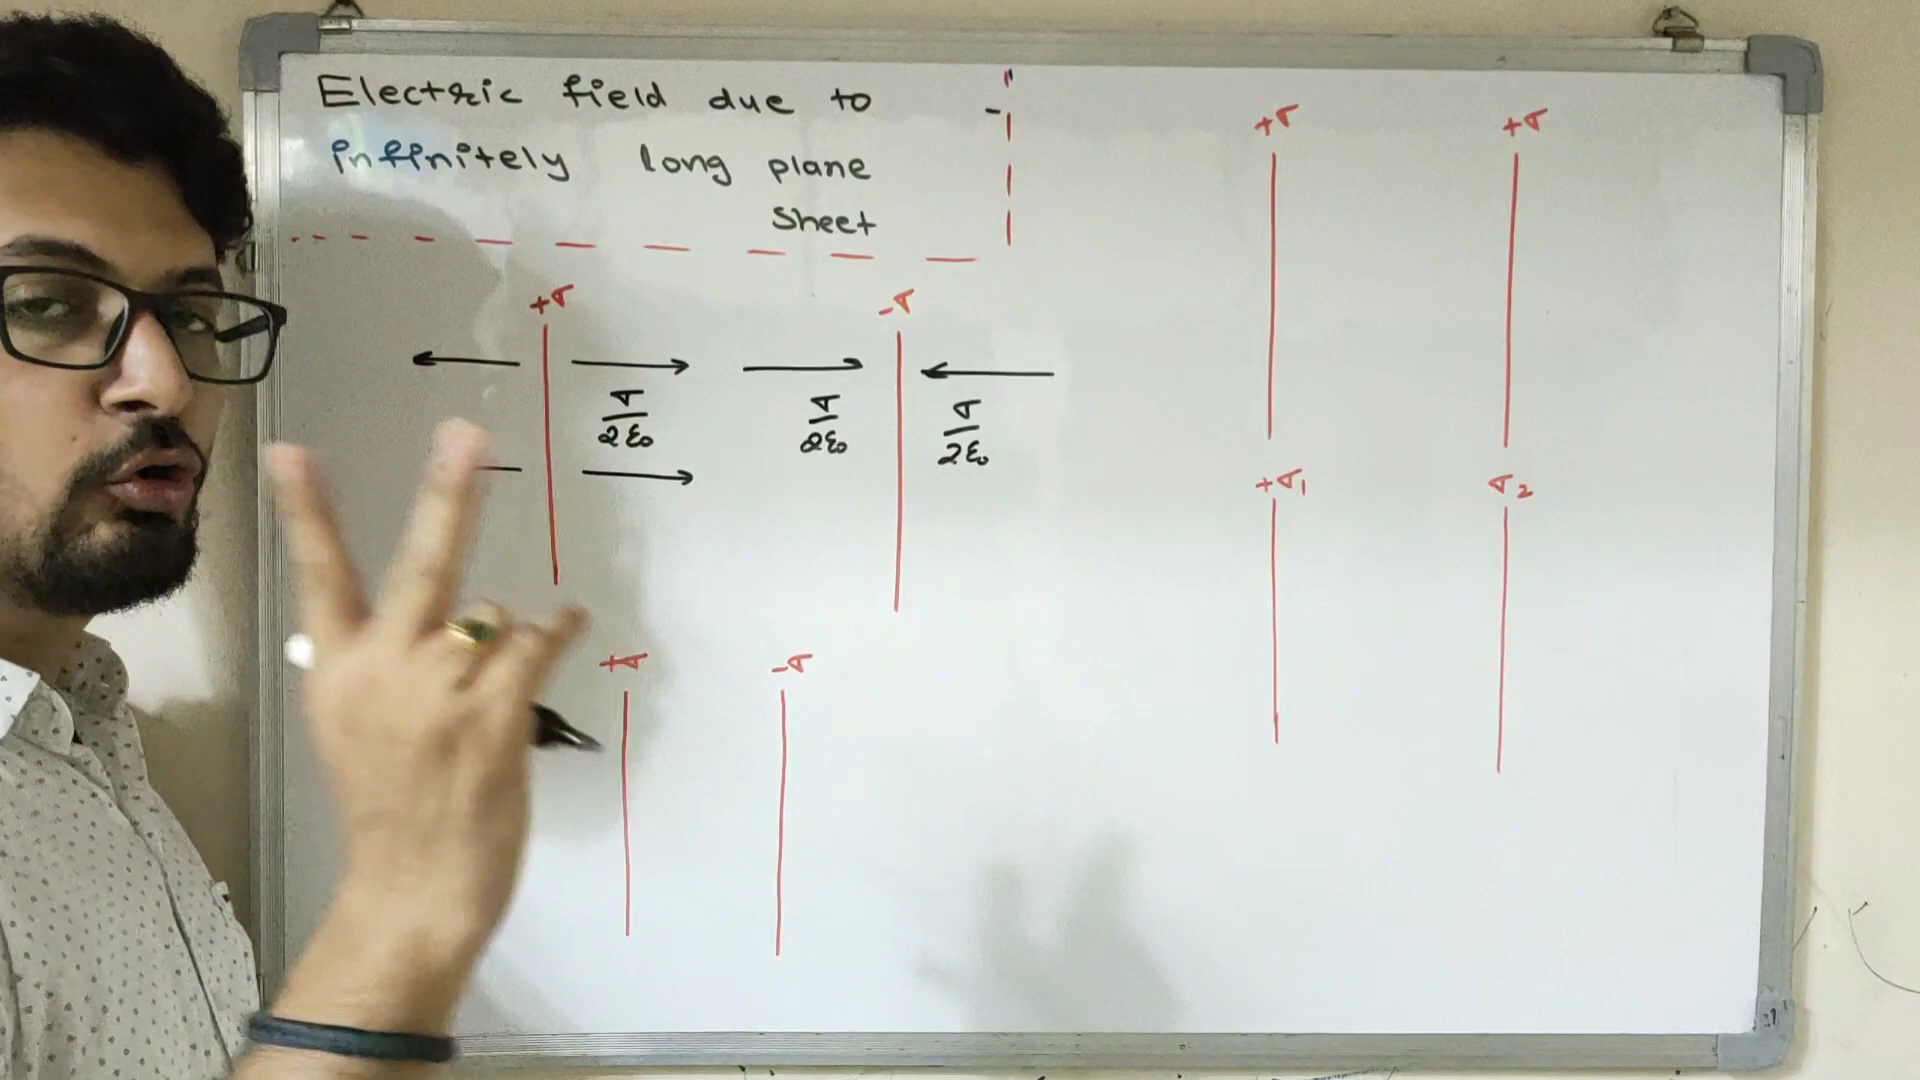 Electric field due to
infinitely long plane
Sheet
+σ
-σ
σ/2ε₀
σ/2ε₀
σ/2ε₀
+σ
-σ
+σ
+σ
+σ₁
σ₂